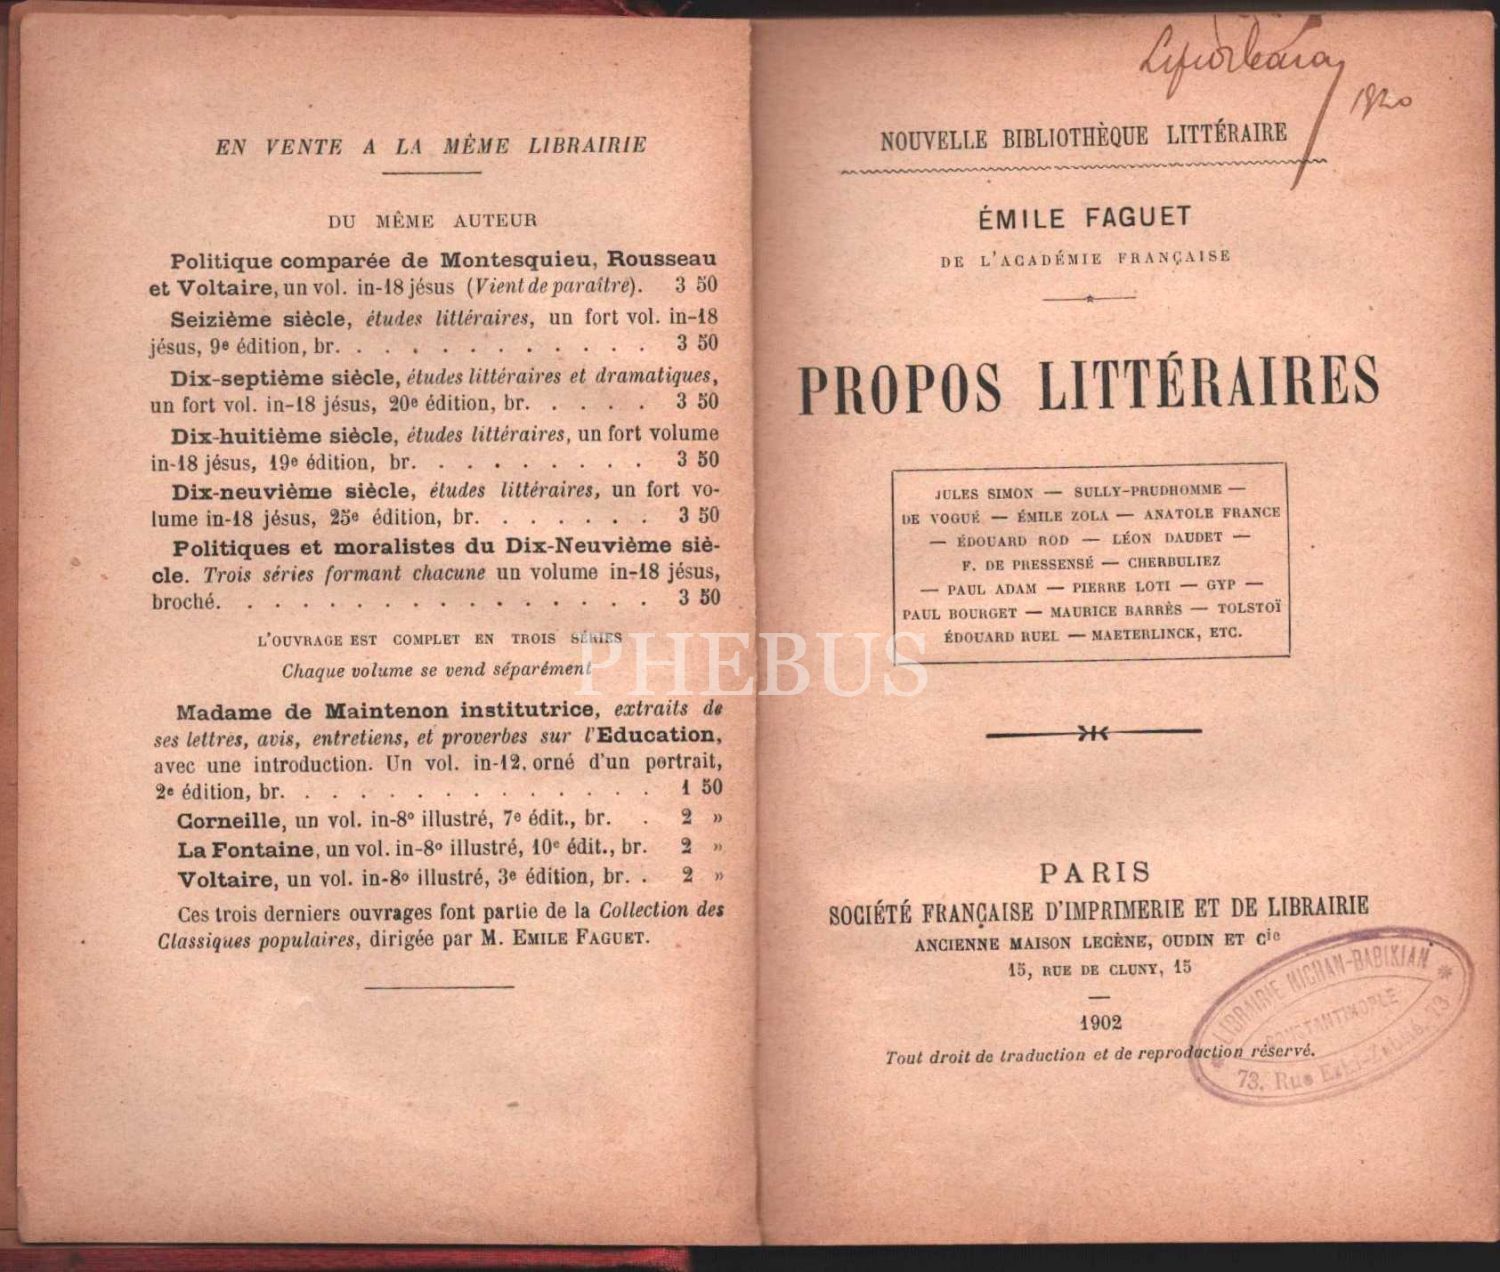 EN VENTE A LA MÊME LIBRAIRIE
DU MÊME AUTEUR
Politique comparée de Montesquieu, Rousseau
et Voltaire, un vol. in-18 jésus (Vient de paraître). 3 50
Seizième siècle, études littéraires, un fort vol. in-18
jésus, 9e édition, br. . . . . . . . . . . . . 3 50
Dix-septième siècle, études littéraires et dramatiques,
un fort vol. in-18 jésus, 20e édition, br. . . . . . 3 50
Dix-huitième siècle, études littéraires, un fort volume
in-18 jésus, 19e édition, br. . . . . . . . . 3 50
Dix-neuvième siècle, études littéraires, un fort vo-
lume in-18 jésus, 25e édition, br. . . . . . . 3 50
Politiques et moralistes du Dix-Neuvième siè-
cle. Trois séries formant chacune un volume in-18 jésus,
broché. . . . . . . . . . . . . . . . 3 50
L'OUVRAGE EST COMPLET EN TROIS SÉRIES
Chaque volume se vend séparément
Madame de Maintenon institutrice, extraits de
ses lettres, avis, entretiens, et proverbes sur l'Education,
avec une introduction. Un vol. in-12, orné d'un portrait,
2e édition, br. . . . . . . . . . . . . . 1 50
Corneille, un vol. in-8° illustré, 7e édit., br. . 2 »
La Fontaine, un vol. in-8° illustré, 10e édit., br. 2 »
Voltaire, un vol. in-8° illustré, 3e édition, br. . 2 »
Ces trois derniers ouvrages font partie de la Collection des
Classiques populaires, dirigée par M. EMILE FAGUET.
PHEBUS
1920
NOUVELLE BIBLIOTHÈQUE LITTÉRAIRE
ÉMILE FAGUET
DE L'ACADÉMIE FRANÇAISE
PROPOS LITTÉRAIRES
JULES SIMON — SULLY-PRUDHOMME —
DE VOGUÉ — ÉMILE ZOLA — ANATOLE FRANCE
— ÉDOUARD ROD — LÉON DAUDET —
F. DE PRESSENSÉ — CHERBULIEZ
— PAUL ADAM — PIERRE LOTI — GYP —
PAUL BOURGET — MAURICE BARRÈS — TOLSTOÏ
ÉDOUARD RUEL — MAETERLINCK, ETC.
PARIS
SOCIÉTÉ FRANÇAISE D'IMPRIMERIE ET DE LIBRAIRIE
ANCIENNE MAISON LECÈNE, OUDIN ET Cie
15, RUE DE CLUNY, 15
1902
Tout droit de traduction et de reproduction réservé.
* LIBRAIRIE NICHAN-BABIKIAN *
CONSTANTINOPLE
73, Rue